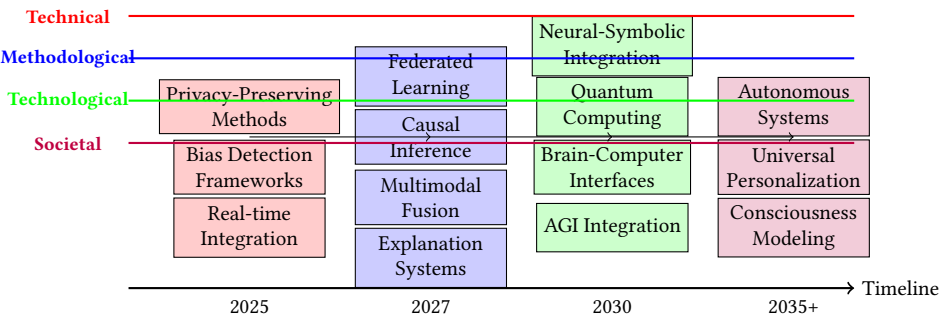 Technical
Methodological
Technological
Societal
Privacy-Preserving
Methods
Bias Detection
Frameworks
Real-time
Integration
Federated
Learning
Causal
Inference
Multimodal
Fusion
Explanation
Systems
Neural-Symbolic
Integration
Quantum
Computing
Brain-Computer
Interfaces
AGI Integration
Autonomous
Systems
Universal
Personalization
Consciousness
Modeling
Timeline
2025
2027
2030
2035+